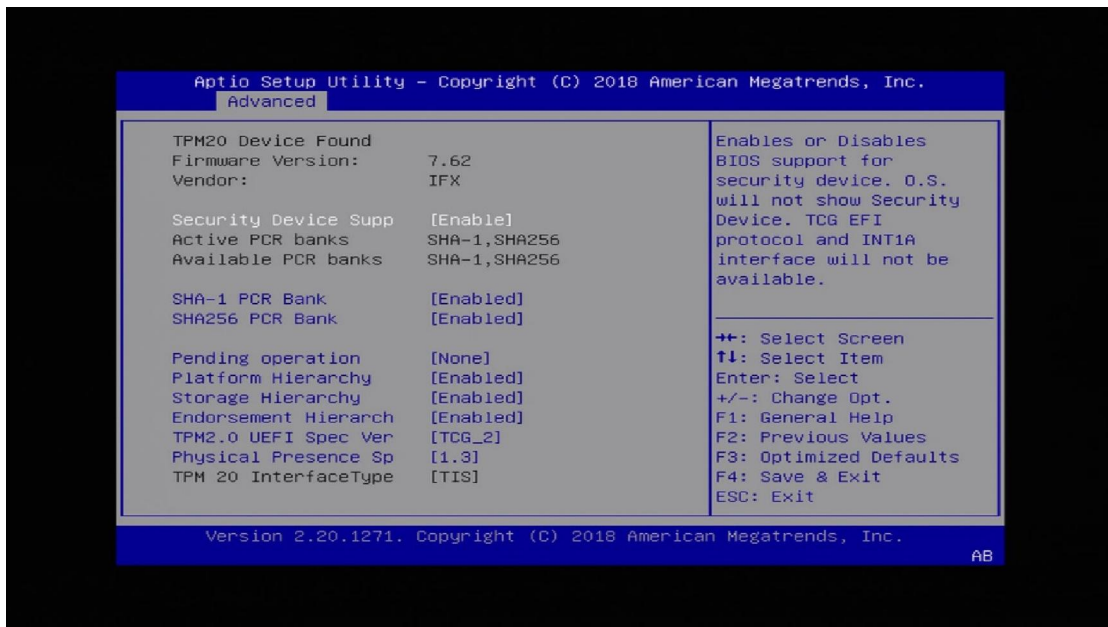 Aptio Setup Utility - Copyright (C) 2018 American Megatrends, Inc.
Advanced
TPM20 Device Found
Firmware Version: 7.62
Vendor: IFX
Security Device Supp [Enable]
Active PCR banks SHA-1,SHA256
Available PCR banks SHA-1,SHA256
SHA-1 PCR Bank [Enabled]
SHA256 PCR Bank [Enabled]
Pending operation [None]
Platform Hierarchy [Enabled]
Storage Hierarchy [Enabled]
Endorsement Hierarch [Enabled]
TPM2.0 UEFI Spec Ver [TCG_2]
Physical Presence Sp [1.3]
TPM 20 InterfaceType [TIS]
Enables or Disables
BIOS support for
security device. O.S.
will not show Security
Device. TCG EFI
protocol and INT1A
interface will not be
available.
→←: Select Screen
↑↓: Select Item
Enter: Select
+/-: Change Opt.
F1: General Help
F2: Previous Values
F3: Optimized Defaults
F4: Save & Exit
ESC: Exit
Version 2.20.1271. Copyright (C) 2018 American Megatrends, Inc.
AB